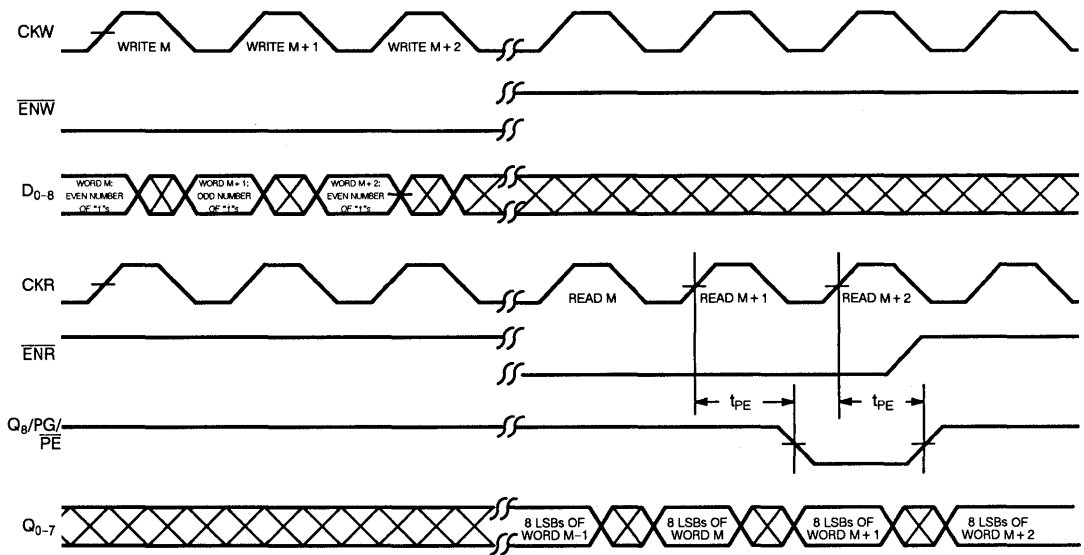 CKW
WRITE M
WRITE M + 1
WRITE M + 2
ENW
D0–8
WORD M:
EVEN NUMBER
OF "1"s
WORD M + 1:
ODD NUMBER
OF "1"s
WORD M + 2:
EVEN NUMBER
OF "1"s
CKR
READ M
READ M + 1
READ M + 2
ENR
tPE
tPE
Q8/PG/
PE
Q0–7
8 LSBs OF
WORD M-1
8 LSBs OF
WORD M
8 LSBs OF
WORD M + 1
8 LSBs OF
WORD M + 2